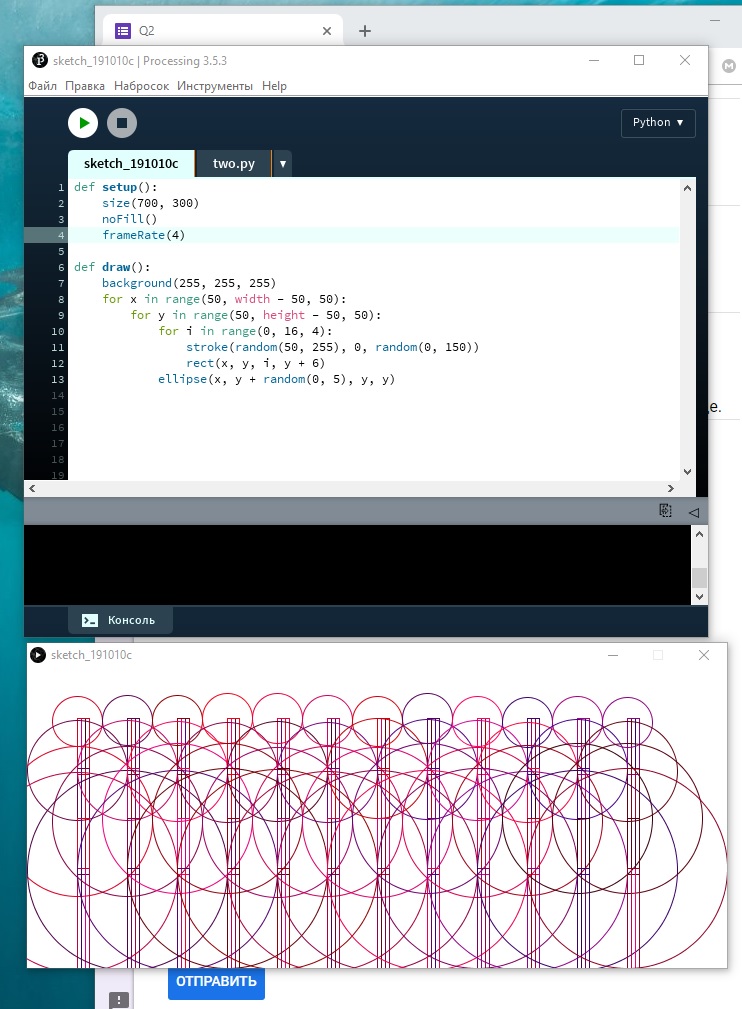 Q2
sketch_191010c | Processing 3.5.3
Файл Правка Набросок Инструменты Help
Python
sketch_191010c two.py
1 def setup():
2 size(700, 300)
3 noFill()
4 frameRate(4)
5
6 def draw():
7 background(255, 255, 255)
8 for x in range(50, width - 50, 50):
9 for y in range(50, height - 50, 50):
10 for i in range(0, 16, 4):
11 stroke(random(50, 255), 0, random(0, 150))
12 rect(x, y, i, y + 6)
13 ellipse(x, y + random(0, 5), y, y)
14
15
16
17
18
19
Консоль
sketch_191010c
ОТПРАВИТЬ